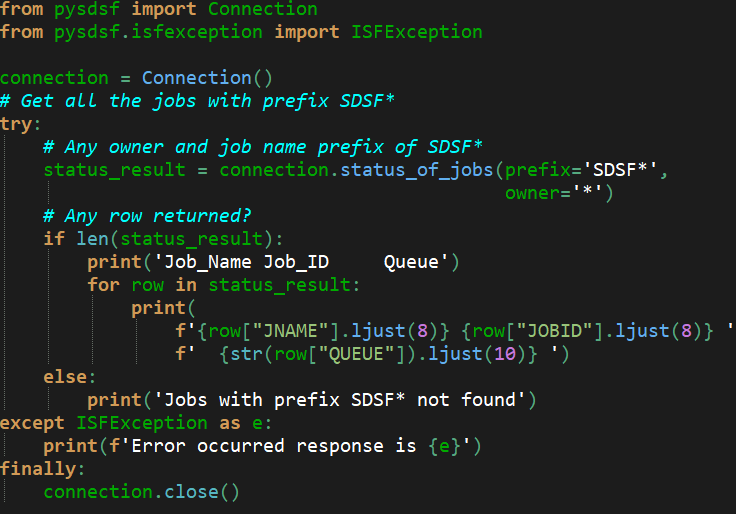 from pysdsf import Connection
from pysdsf.isfexception import ISFException

connection = Connection()
# Get all the jobs with prefix SDSF*
try:
    # Any owner and job name prefix of SDSF*
    status_result = connection.status_of_jobs(prefix='SDSF*',
                                              owner='*')
    # Any row returned?
    if len(status_result):
        print('Job_Name Job_ID     Queue')
        for row in status_result:
            print(
                f'{row["JNAME"].ljust(8)} {row["JOBID"].ljust(8)} '
                f'  {str(row["QUEUE"]).ljust(10)} ')
    else:
        print('Jobs with prefix SDSF* not found')
except ISFException as e:
    print(f'Error occurred response is {e}')
finally:
    connection.close()